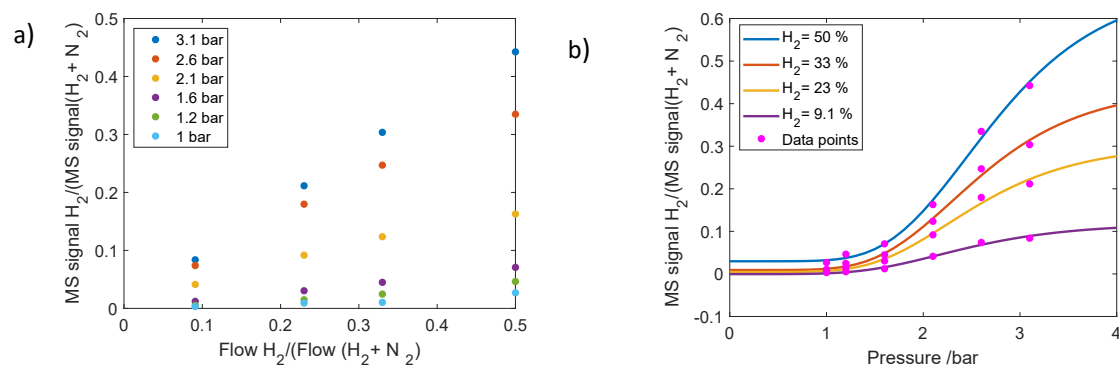 a)
MS signal H2/(MS signal(H2+ N2)
0.5
0.4
0.3
0.2
0.1
0
3.1 bar
2.6 bar
2.1 bar
1.6 bar
1.2 bar
1 bar
0 0.1 0.2 0.3 0.4 0.5
Flow H2/(Flow (H2+ N2)
b)
MS signal H2/(MS signal(H2+ N2)
0.6
0.5
0.4
0.3
0.2
0.1
0
-0.1
H2= 50 %
H2= 33 %
H2= 23 %
H2= 9.1 %
Data points
0 1 2 3 4
Pressure /bar